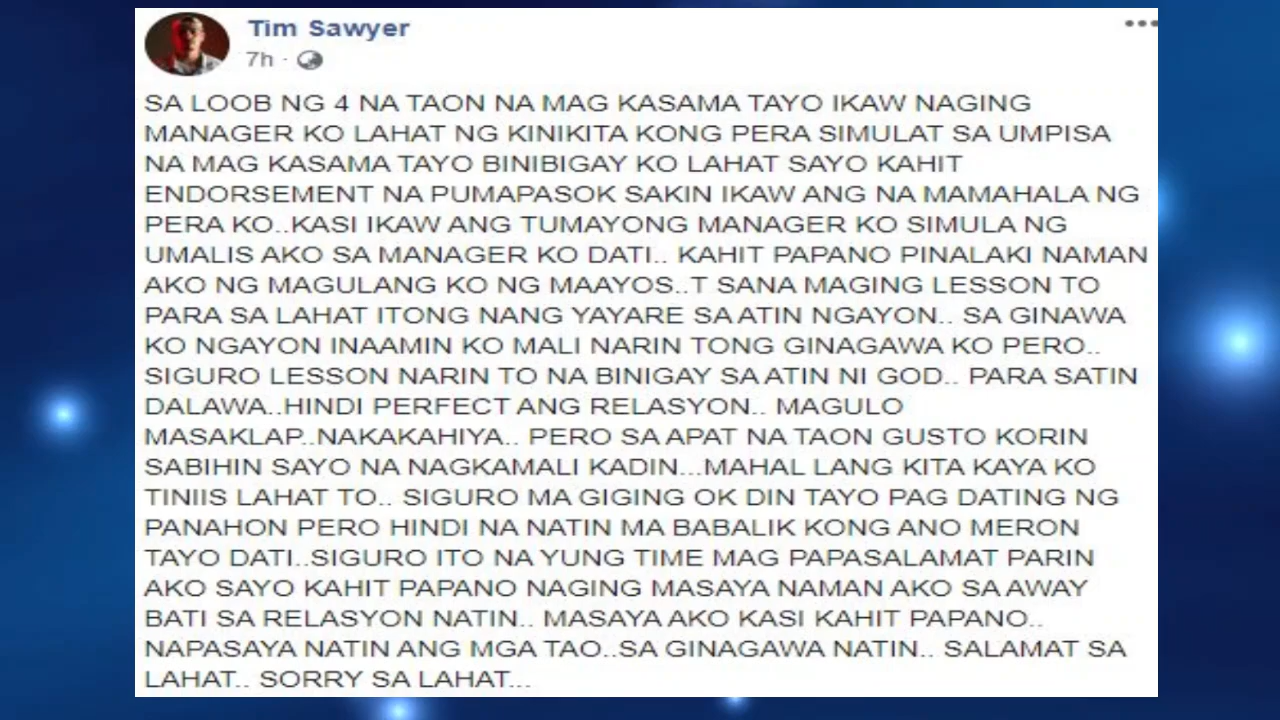 Tim Sawyer
7h ·
SA LOOB NG 4 NA TAON NA MAG KASAMA TAYO IKAW NAGING
MANAGER KO LAHAT NG KINIKITA KONG PERA SIMULAT SA UMPISA
NA MAG KASAMA TAYO BINIBIGAY KO LAHAT SAYO KAHIT
ENDORSEMENT NA PUMAPASOK SAKIN IKAW ANG NA MAMAHALA NG
PERA KO..KASI IKAW ANG TUMAYONG MANAGER KO SIMULA NG
UMALIS AKO SA MANAGER KO DATI.. KAHIT PAPANO PINALAKI NAMAN
AKO NG MAGULANG KO NG MAAYOS..T SANA MAGING LESSON TO
PARA SA LAHAT ITONG NANG YAYARE SA ATIN NGAYON.. SA GINAWA
KO NGAYON INAAMIN KO MALI NARIN TONG GINAGAWA KO PERO..
SIGURO LESSON NARIN TO NA BINIGAY SA ATIN NI GOD.. PARA SATIN
DALAWA..HINDI PERFECT ANG RELASYON.. MAGULO
MASAKLAP..NAKAKAHIYA.. PERO SA APAT NA TAON GUSTO KORIN
SABIHIN SAYO NA NAGKAMALI KADIN...MAHAL LANG KITA KAYA KO
TINIIS LAHAT TO.. SIGURO MA GIGING OK DIN TAYO PAG DATING NG
PANAHON PERO HINDI NA NATIN MA BABALIK KONG ANO MERON
TAYO DATI..SIGURO ITO NA YUNG TIME MAG PAPASALAMAT PARIN
AKO SAYO KAHIT PAPANO NAGING MASAYA NAMAN AKO SA AWAY
BATI SA RELASYON NATIN.. MASAYA AKO KASI KAHIT PAPANO..
NAPASAYA NATIN ANG MGA TAO..SA GINAGAWA NATIN.. SALAMAT SA
LAHAT.. SORRY SA LAHAT...